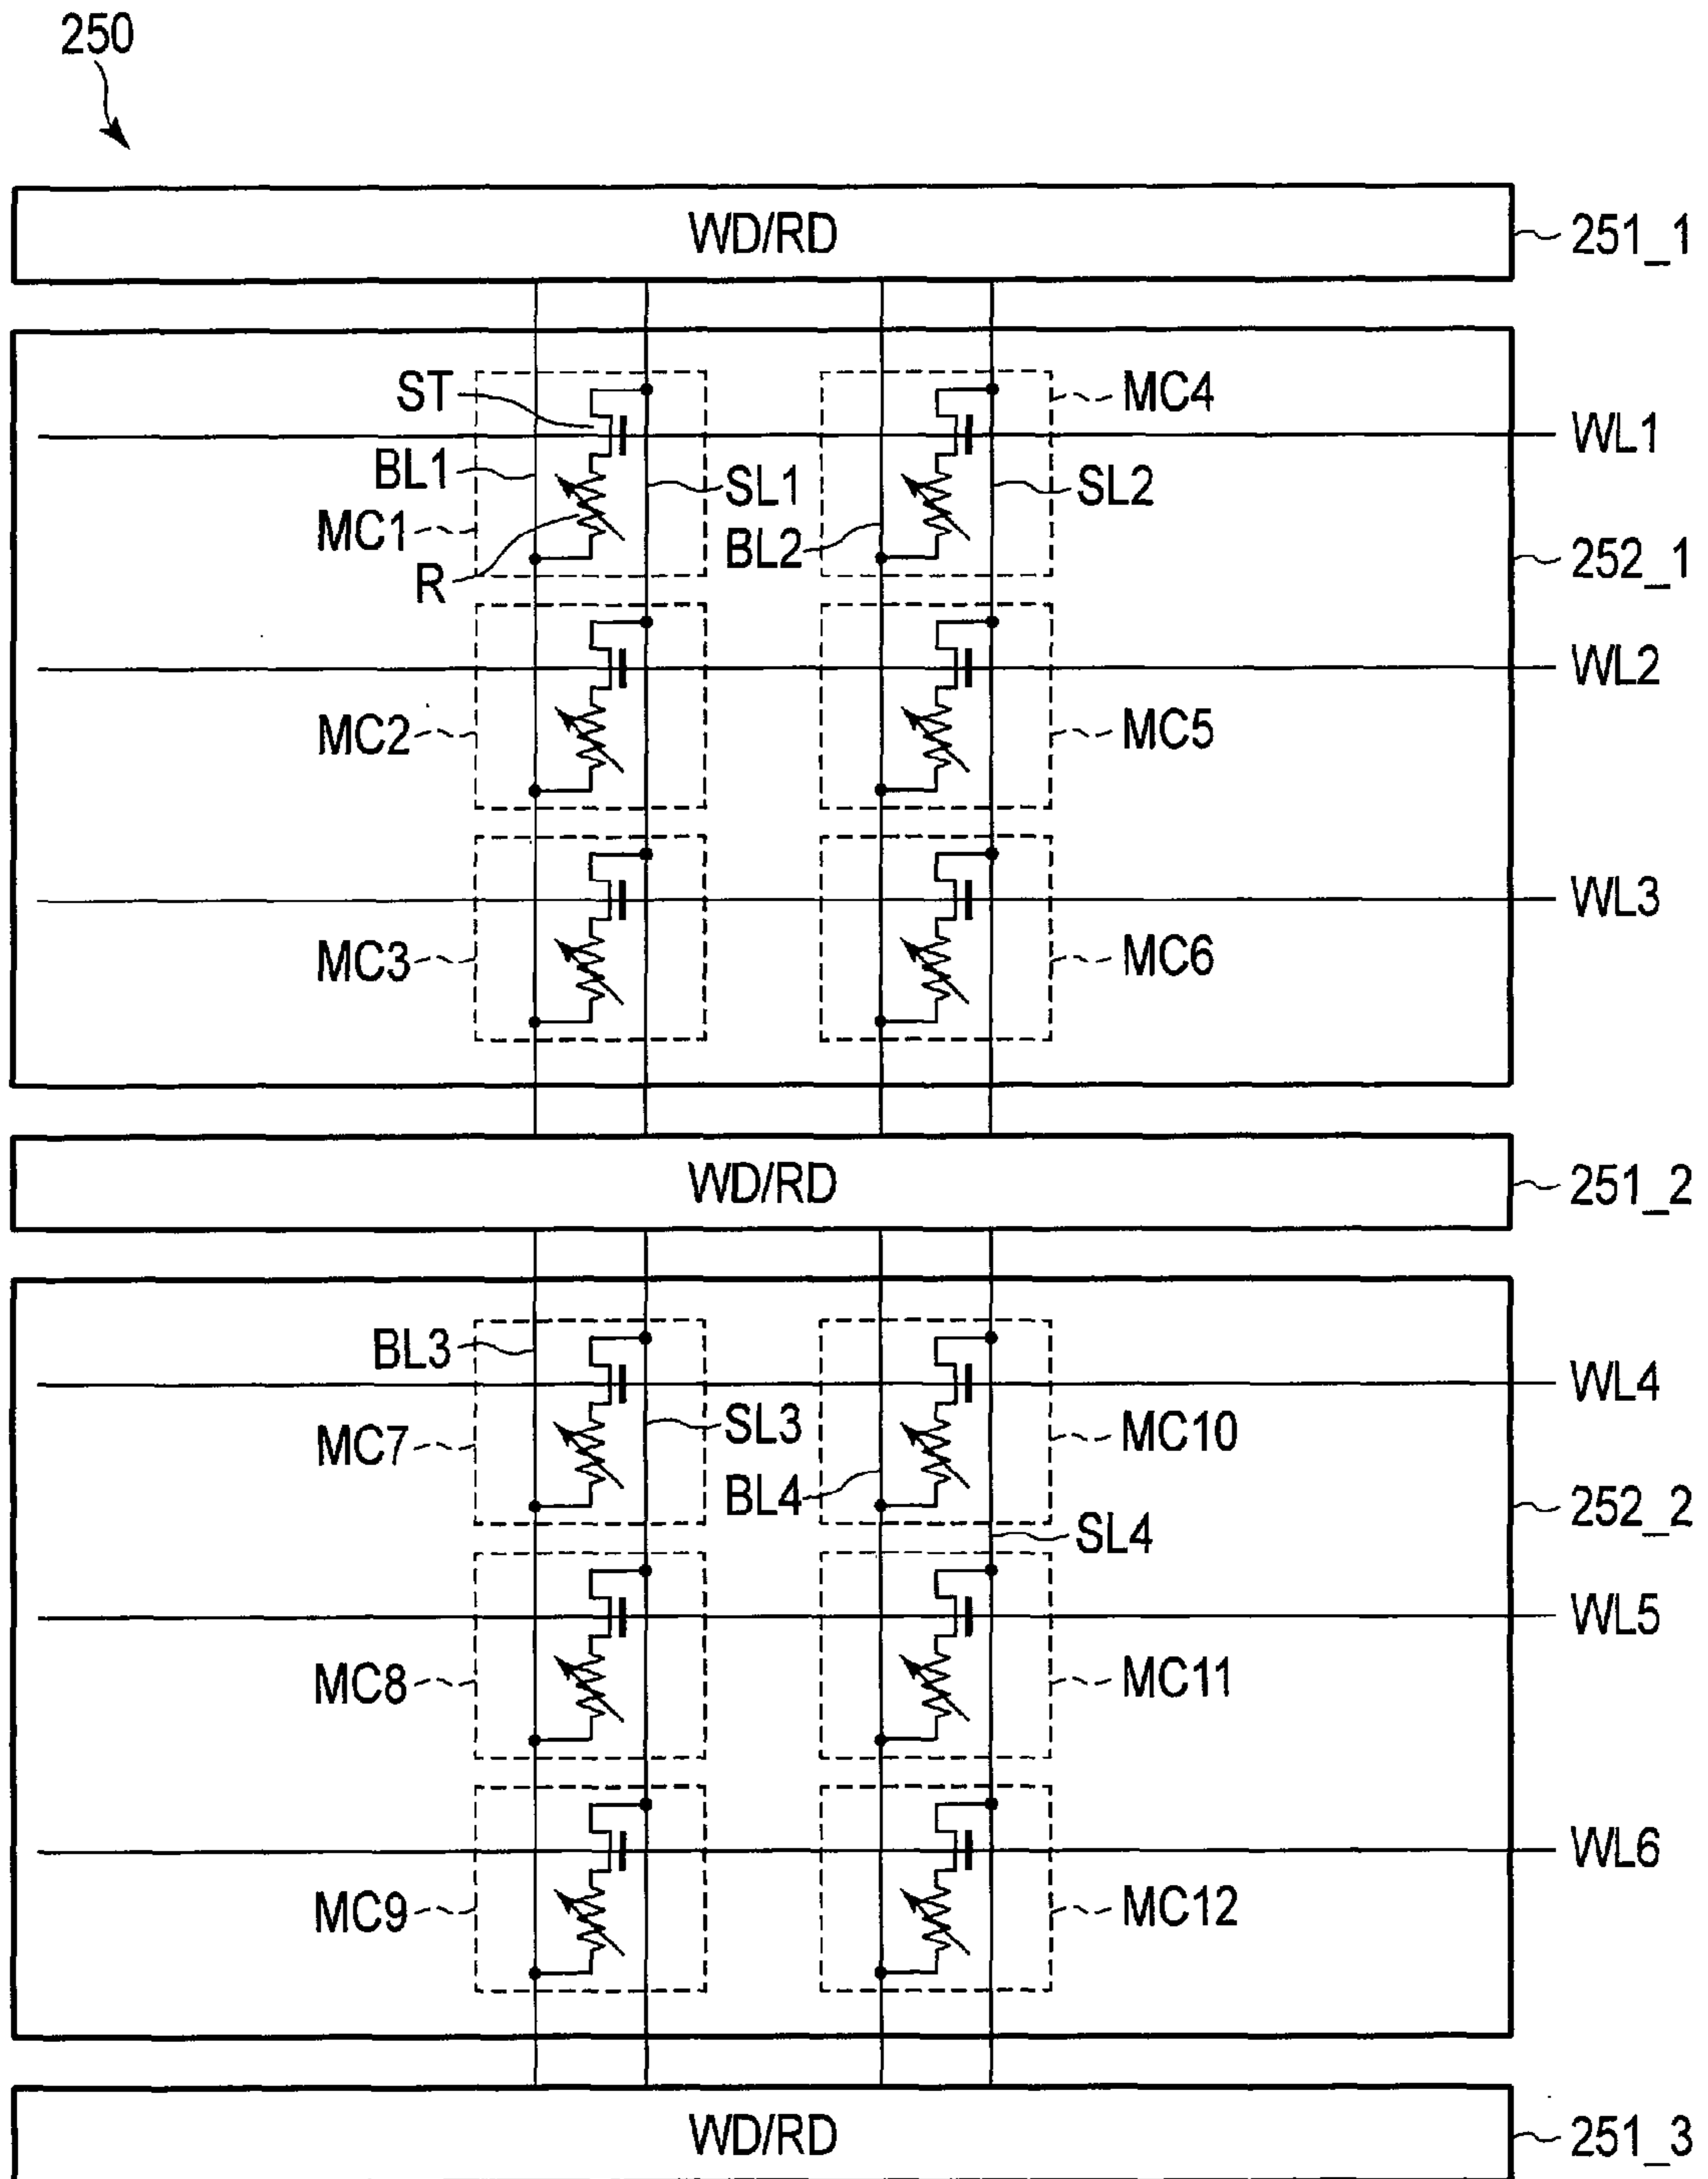 250
WD/RD
251_1
ST
MC4
WL1
BL1
SL1
SL2
MC1
BL2
252_1
R
WL2
MC2
MC5
WL3
MC3
MC6
WD/RD
251_2
BL3
WL4
MC7
SL3
MC10
BL4
252_2
SL4
WL5
MC8
MC11
WL6
MC9
MC12
WD/RD
251_3